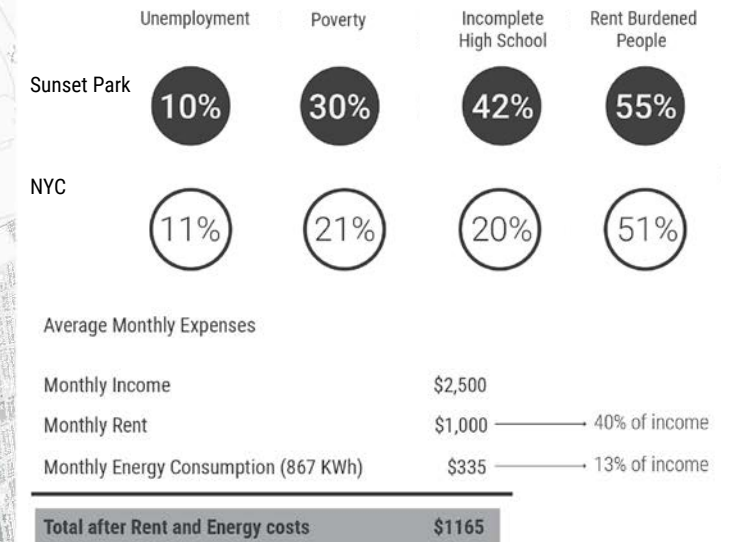 Unemployment Poverty Incomplete Rent Burdened
High School People
Sunset Park
10% 30% 42% 55%
NYC
11% 21% 20% 51%
Average Monthly Expenses
Monthly Income $2,500
Monthly Rent $1,000 40% of income
Monthly Energy Consumption (867 KWh) $335 13% of income
Total after Rent and Energy costs $1165